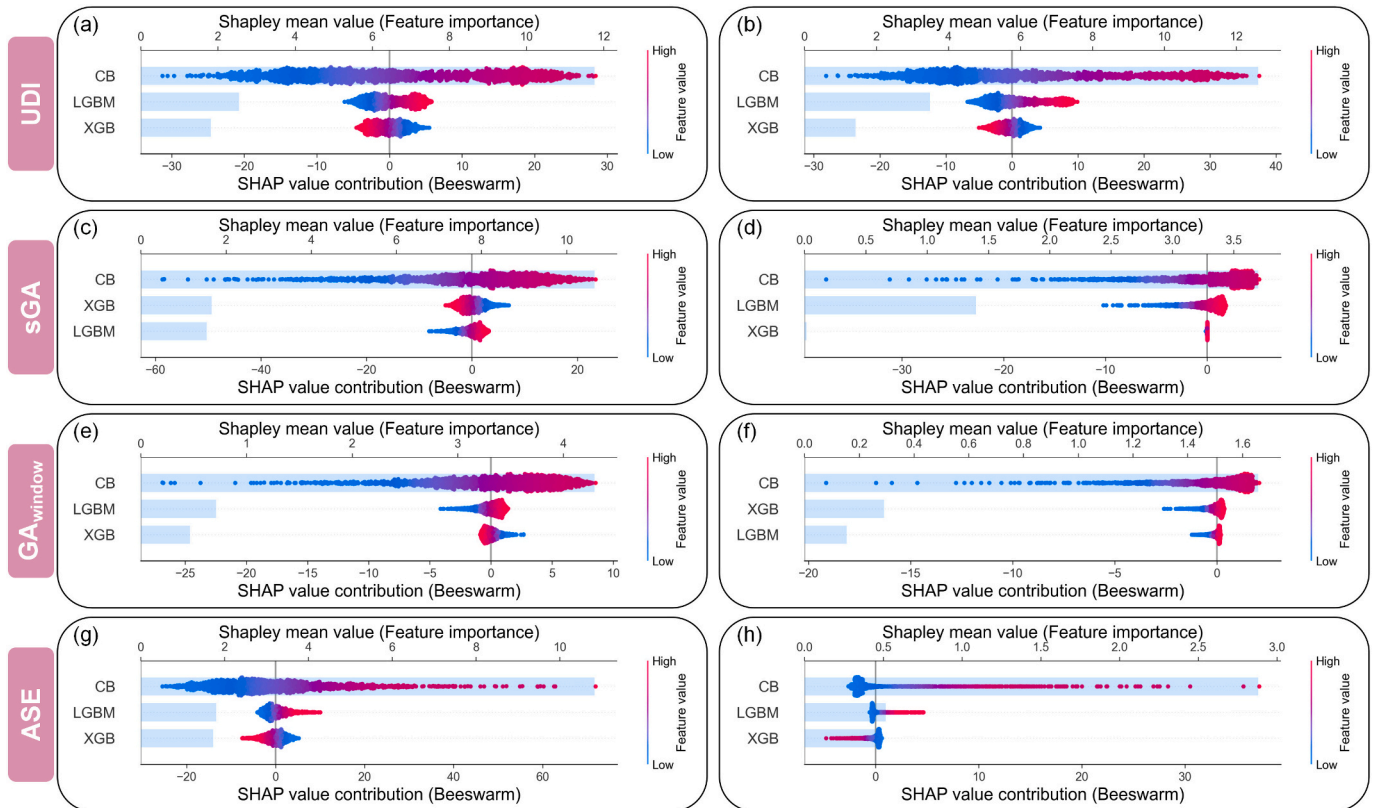 UDI
(a)
Shapley mean value (Feature importance)
0 2 4 6 8 10 12
CB
LGBM
XGB
−30 −20 −10 0 10 20 30
SHAP value contribution (Beeswarm)
High
Feature value
Low
(b)
Shapley mean value (Feature importance)
0 2 4 6 8 10 12
CB
LGBM
XGB
−30 −20 −10 0 10 20 30 40
SHAP value contribution (Beeswarm)
High
Feature value
Low
sGA
(c)
Shapley mean value (Feature importance)
0 2 4 6 8 10
CB
XGB
LGBM
−60 −40 −20 0 20
SHAP value contribution (Beeswarm)
High
Feature value
Low
(d)
Shapley mean value (Feature importance)
0.0 0.5 1.0 1.5 2.0 2.5 3.0 3.5
CB
LGBM
XGB
−30 −20 −10 0
SHAP value contribution (Beeswarm)
High
Feature value
Low
GAwindow
(e)
Shapley mean value (Feature importance)
0 1 2 3 4
CB
LGBM
XGB
−25 −20 −15 −10 −5 0 5 10
SHAP value contribution (Beeswarm)
High
Feature value
Low
(f)
Shapley mean value (Feature importance)
0.0 0.2 0.4 0.6 0.8 1.0 1.2 1.4 1.6
CB
XGB
LGBM
−20 −15 −10 −5 0
SHAP value contribution (Beeswarm)
High
Feature value
Low
ASE
(g)
Shapley mean value (Feature importance)
0 2 4 6 8 10
CB
LGBM
XGB
−20 0 20 40 60
SHAP value contribution (Beeswarm)
High
Feature value
Low
(h)
Shapley mean value (Feature importance)
0.0 0.5 1.0 1.5 2.0 2.5 3.0
CB
LGBM
XGB
0 10 20 30
SHAP value contribution (Beeswarm)
High
Feature value
Low